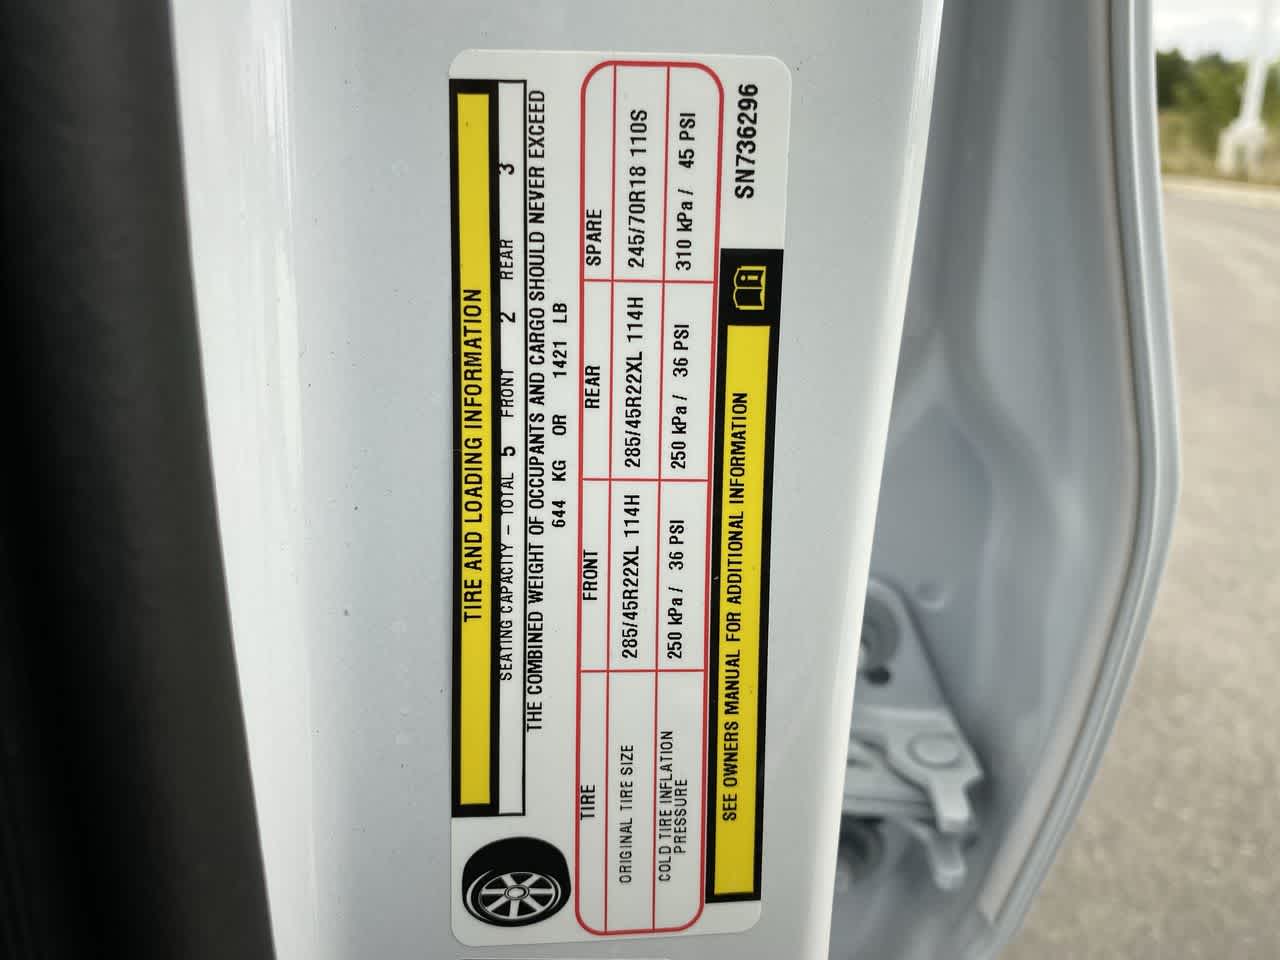 TIRE AND LOADING INFORMATION
SEATING CAPACITY - TOTAL 5 FRONT 2 REAR 3
THE COMBINED WEIGHT OF OCCUPANTS AND CARGO SHOULD NEVER EXCEED
644 KG OR 1421 LB
TIRE FRONT REAR SPARE
ORIGINAL TIRE SIZE 285/45R22XL 114H 285/45R22XL 114H 245/70R18 110S
COLD TIRE INFLATION
PRESSURE 250 kPa / 36 PSI 250 kPa / 36 PSI 310 kPa / 45 PSI
SEE OWNERS MANUAL FOR ADDITIONAL INFORMATION
SN736296